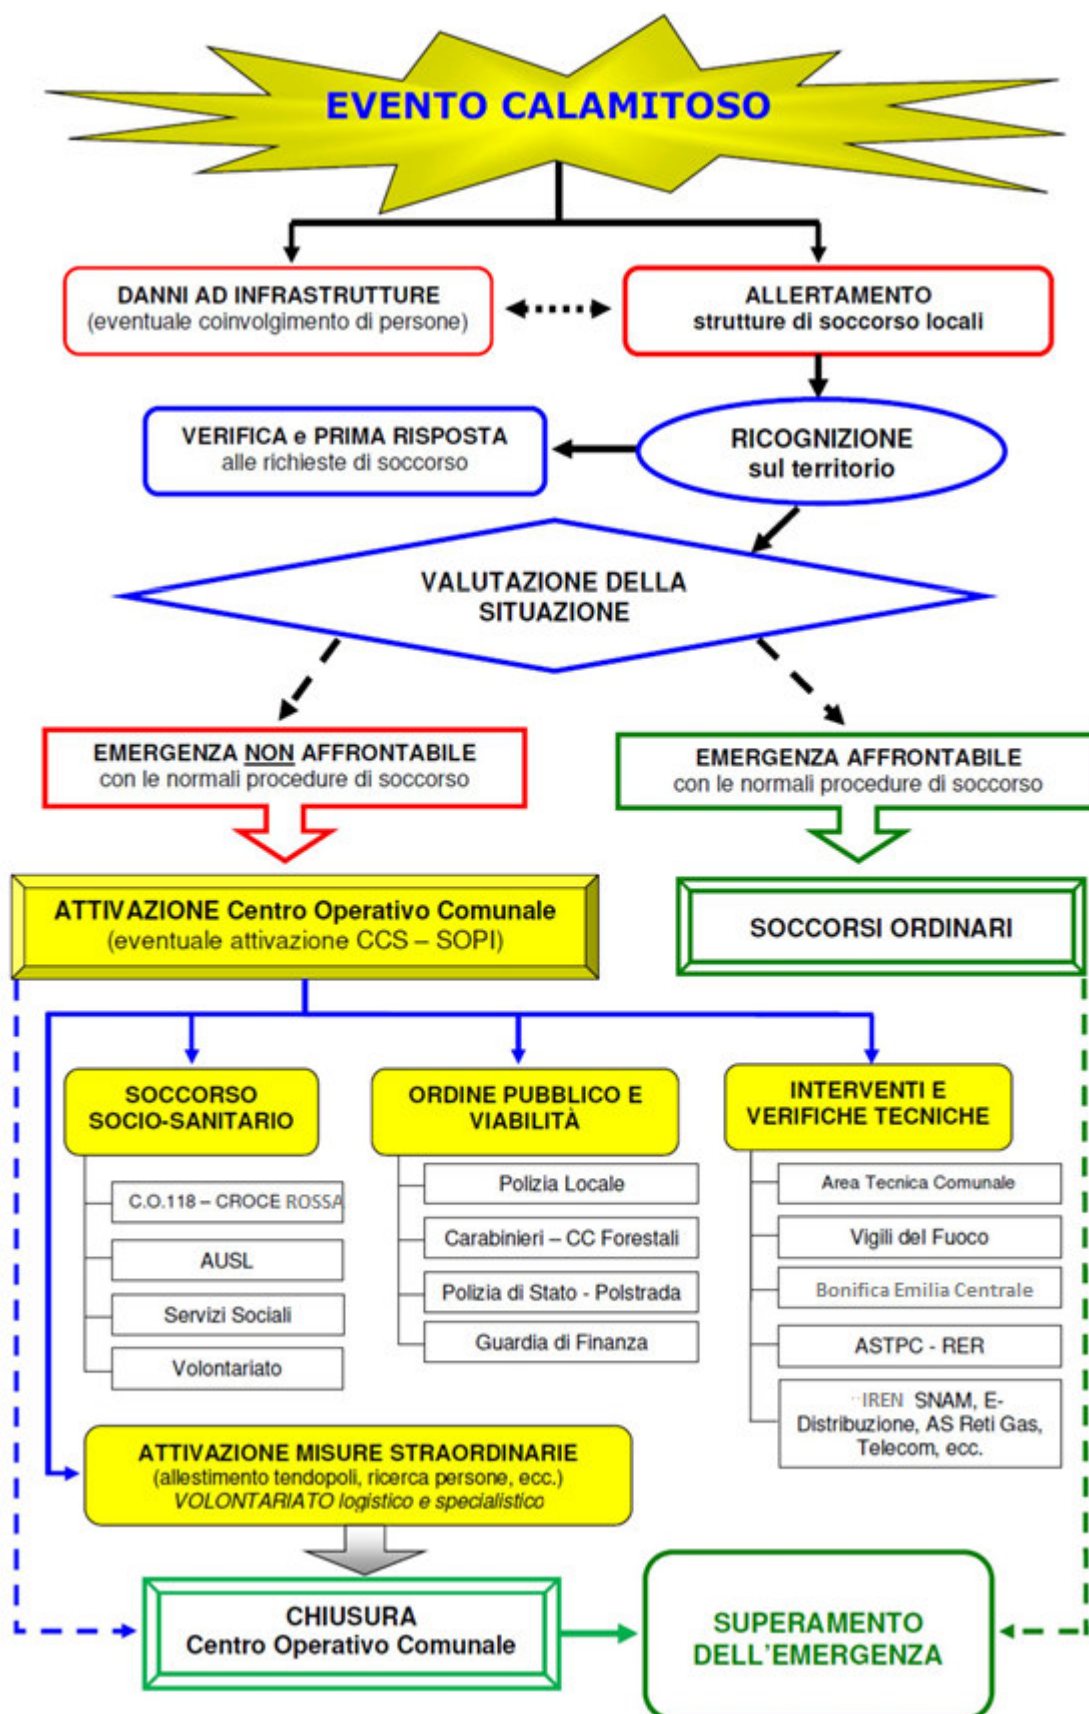 EVENTO CALAMITOSO
DANNI AD INFRASTRUTTURE
(eventuale coinvolgimento di persone)
ALLERTAMENTO
strutture di soccorso locali
VERIFICA e PRIMA RISPOSTA
alle richieste di soccorso
RICOGNIZIONE
sul territorio
VALUTAZIONE DELLA
SITUAZIONE
EMERGENZA NON AFFRONTABILE
con le normali procedure di soccorso
EMERGENZA AFFRONTABILE
con le normali procedure di soccorso
ATTIVAZIONE Centro Operativo Comunale
(eventuale attivazione CCS – SOPI)
SOCCORSI ORDINARI
SOCCORSO
SOCIO-SANITARIO
C.O.118 – CROCE ROSSA
AUSL
Servizi Sociali
Volontariato
ORDINE PUBBLICO E
VIABILITÀ
Polizia Locale
Carabinieri – CC Forestali
Polizia di Stato - Polstrada
Guardia di Finanza
INTERVENTI E
VERIFICHE TECNICHE
Area Tecnica Comunale
Vigili del Fuoco
Bonifica Emilia Centrale
ASTPC - RER
IREN SNAM, E-
Distribuzione, AS Reti Gas,
Telecom, ecc.
ATTIVAZIONE MISURE STRAORDINARIE
(allestimento tendopoli, ricerca persone, ecc.)
VOLONTARIATO logistico e specialistico
CHIUSURA
Centro Operativo Comunale
SUPERAMENTO
DELL'EMERGENZA